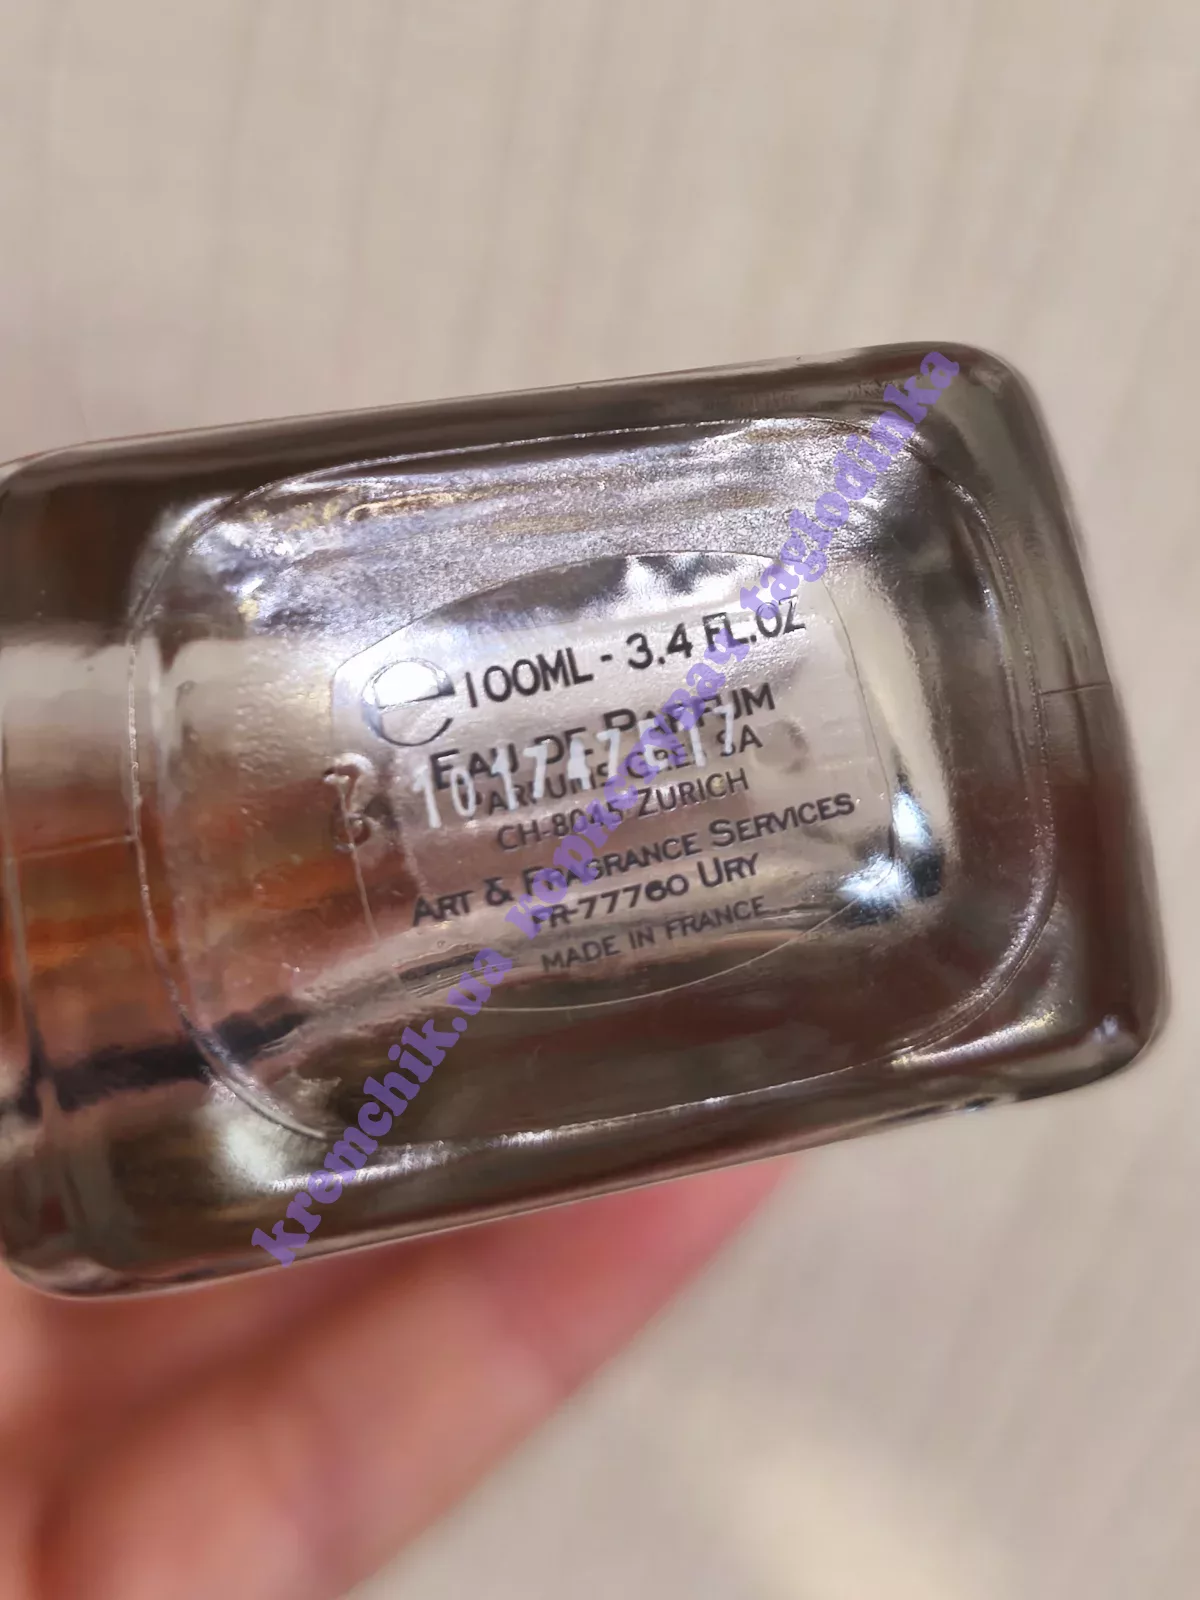 e 100ML - 3.4 FL.OZ
EAU DE PARFUM
PARFUMS GRES SA
CH-8045 ZURICH
ART & FRAGRANCE SERVICES
FR-77760 URY
MADE IN FRANCE
kremchik.ua